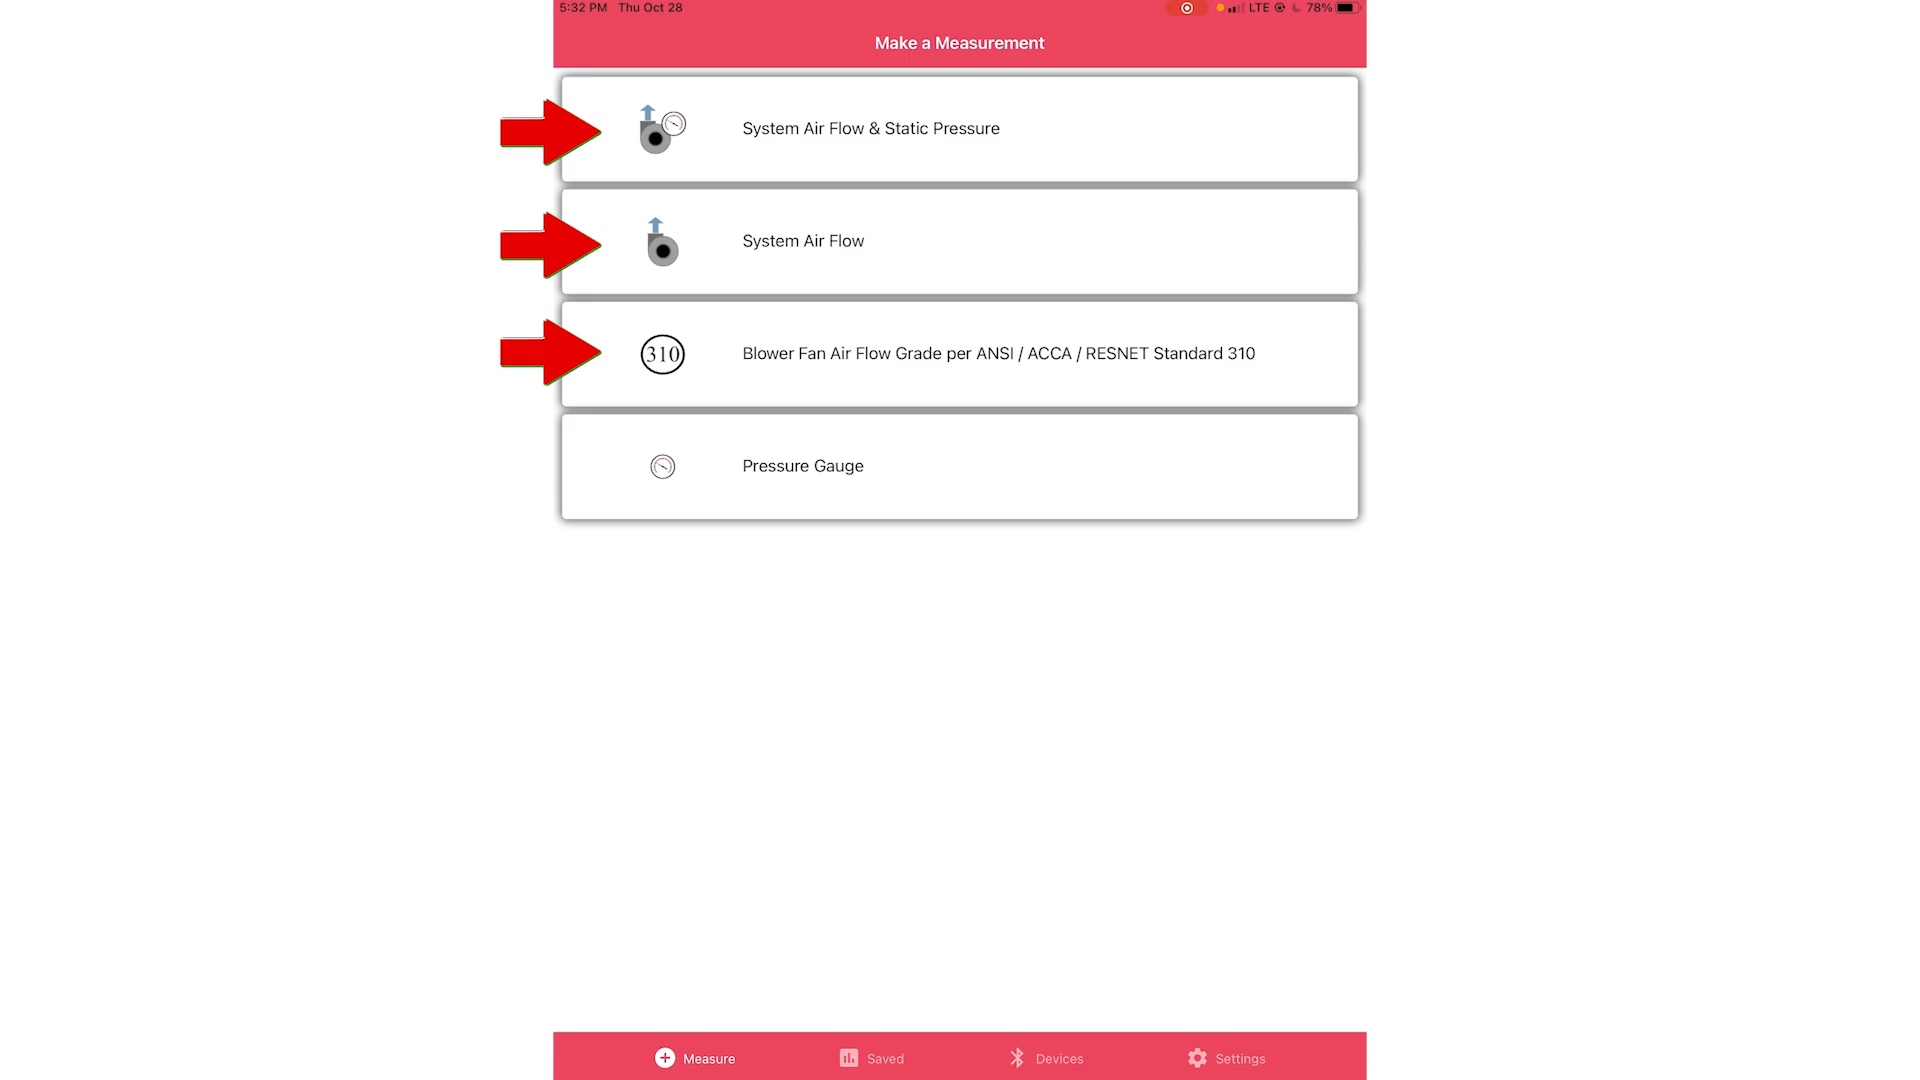 5:32 PM Thu Oct 28 LTE 78%
Make a Measurement
System Air Flow & Static Pressure
System Air Flow
310 Blower Fan Air Flow Grade per ANSI / ACCA / RESNET Standard 310
Pressure Gauge
Measure Saved Devices Settings